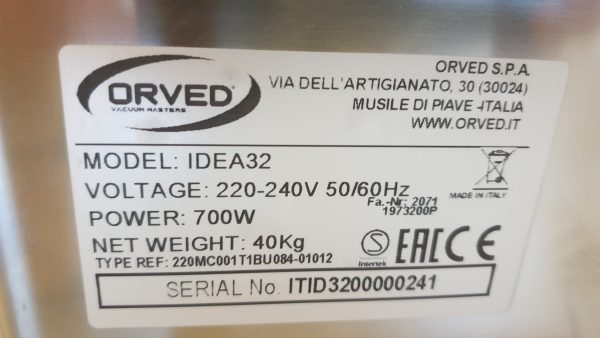 ORVED
VACUUM MASTERS
ORVED S.P.A.
VIA DELL'ARTIGIANATO, 30 (30024)
MUSILE DI PIAVE -ITALIA
WWW.ORVED.IT
MODEL: IDEA32
VOLTAGE: 220-240V 50/60Hz
Fa.-Nr: 2071
1973200P
MADE IN ITALY
POWER: 700W
NET WEIGHT: 40Kg
TYPE REF: 220MC001T1BU084-01012
S
Intertek
EAC CE
SERIAL No. ITID3200000241